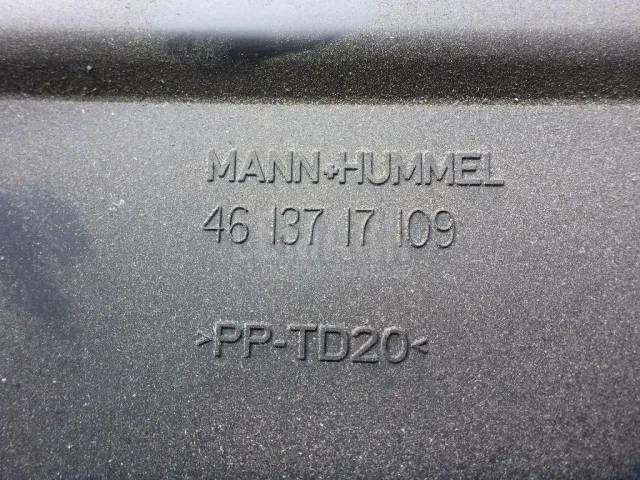 MANN+HUMMEL
46 137 17 109
>PP-TD20<